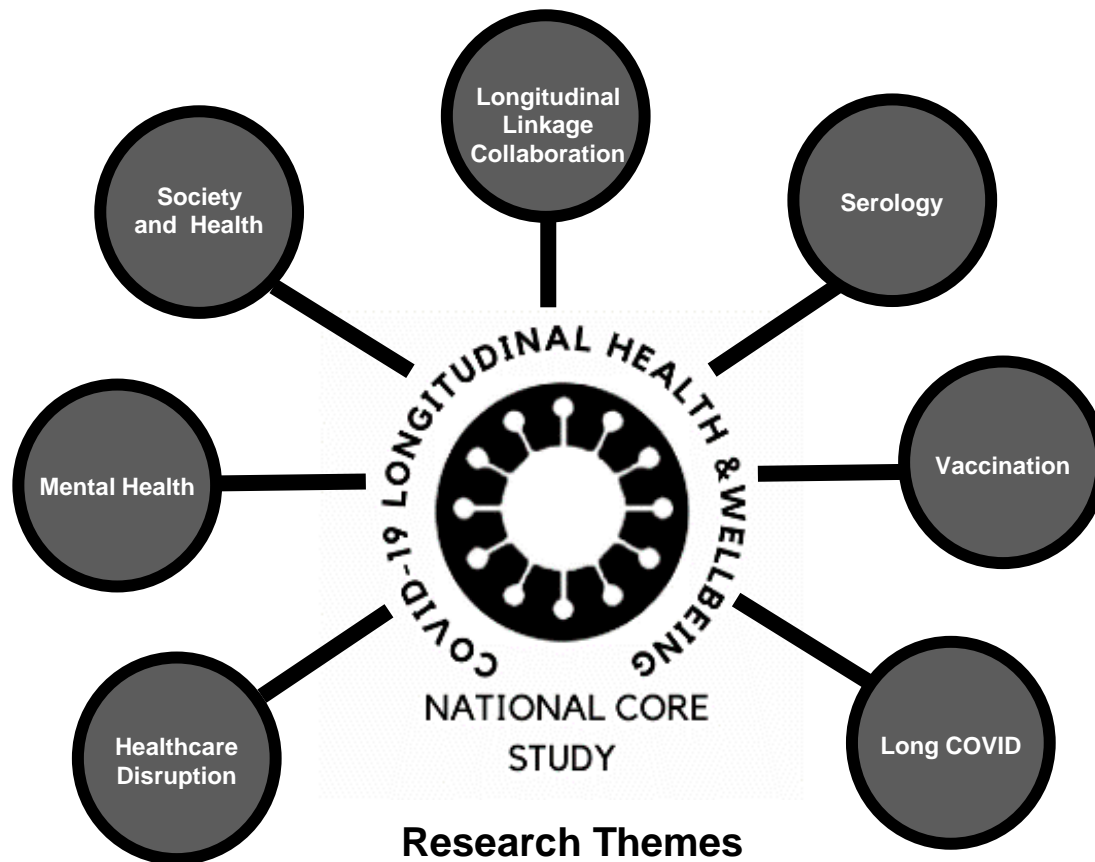 Longitudinal
Linkage
Collaboration
Society
and Health
Serology
Mental Health
Vaccination
Healthcare
Disruption
Long COVID
COVID-19 LONGITUDINAL HEALTH &WELLBEING
NATIONAL CORE
STUDY
Research Themes